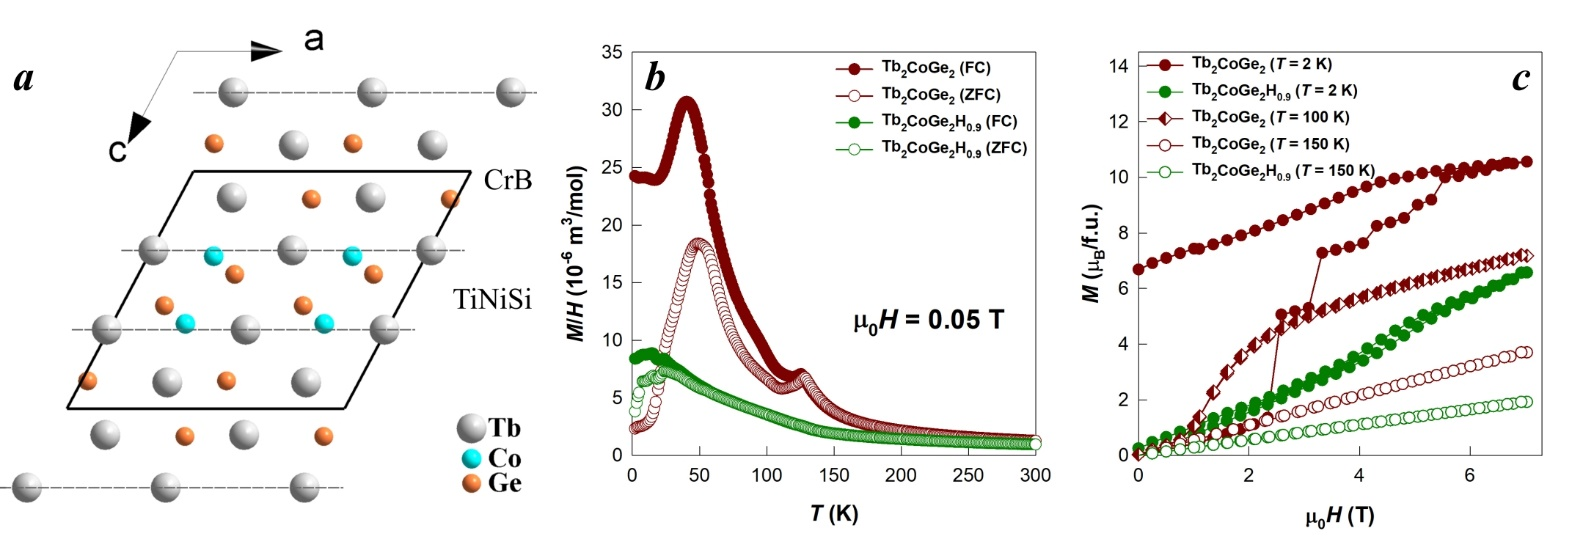 a
a
c
CrB
TiNiSi
Tb
Co
Ge
b
Tb2CoGe2 (FC)
Tb2CoGe2 (ZFC)
Tb2CoGe2H0.9 (FC)
Tb2CoGe2H0.9 (ZFC)
μ0H = 0.05 T
M/H (10-6 m3/mol)
35
30
25
20
15
10
5
0
0 50 100 150 200 250 300
T (K)
c
Tb2CoGe2 (T = 2 K)
Tb2CoGe2H0.9 (T = 2 K)
Tb2CoGe2 (T = 100 K)
Tb2CoGe2 (T = 150 K)
Tb2CoGe2H0.9 (T = 150 K)
M (μB/f.u.)
14
12
10
8
6
4
2
0
0 2 4 6
μ0H (T)